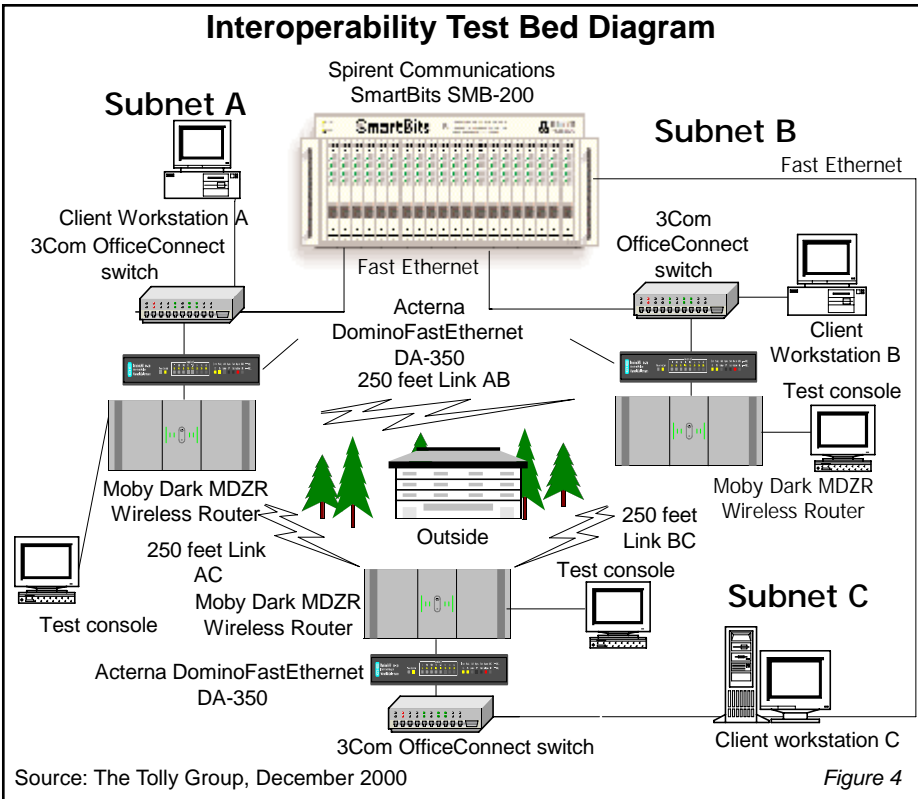 Interoperability Test Bed Diagram
Spirent Communications
SmartBits SMB-200
Subnet A
SmartBits
Subnet B
Fast Ethernet
Client Workstation A
3Com OfficeConnect
switch
3Com
OfficeConnect
switch
Fast Ethernet
Acterna
DominoFastEthernet
DA-350
250 feet Link AB
Client
Workstation B
Test console
Moby Dark MDZR
Wireless Router
Moby Dark MDZR
Wireless Router
Outside
250 feet
Link BC
250 feet Link
AC
Test console
Test console
Moby Dark MDZR
Wireless Router
Subnet C
Acterna DominoFastEthernet
DA-350
3Com OfficeConnect switch
Client workstation C
Source: The Tolly Group, December 2000
Figure 4